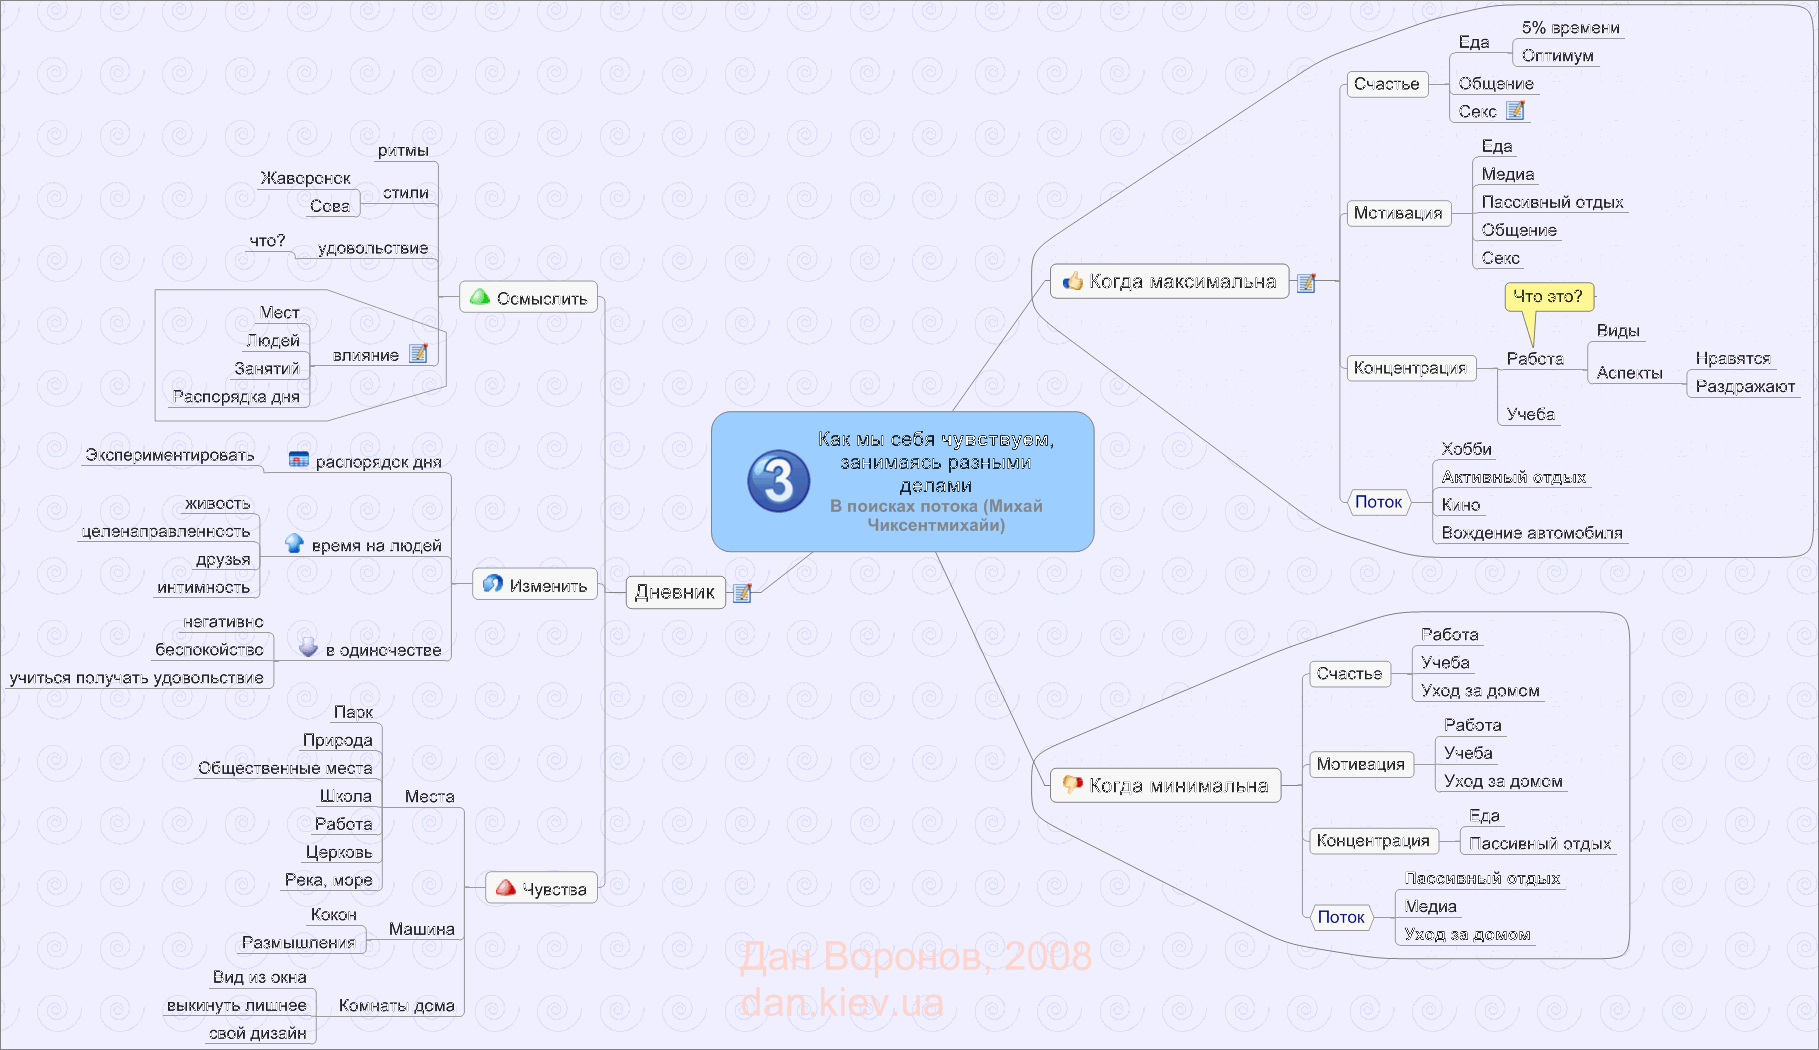 Как мы себя чувствуем,
занимаясь разными
делами
В поисках потока (Михай
Чиксентмихайи)
3
Когда максимальна
Счастье
Еда
5% времени
Оптимум
Общение
Секс
Мотивация
Еда
Медиа
Пассивный отдых
Общение
Секс
Концентрация
Что это?
Работа
Виды
Аспекты
Нравятся
Раздражают
Учеба
Поток
Хобби
Активный отдых
Кино
Вождение автомобиля
Когда минимальна
Счастье
Работа
Учеба
Уход за домом
Мотивация
Работа
Учеба
Уход за домом
Концентрация
Еда
Пассивный отдых
Поток
Пассивный отдых
Медиа
Уход за домом
Дневник
Осмыслить
ритмы
стили
Жаворонок
Сова
удовольствие
что?
влияние
Мест
Людей
Занятий
Распорядка дня
Изменить
распорядок дня
Экспериментировать
время на людей
живость
целенаправленность
друзья
интимность
в одиночестве
негативно
беспокойство
учиться получать удовольствие
Чувства
Места
Парк
Природа
Общественные места
Школа
Работа
Церковь
Река, море
Машина
Кокон
Размышления
Комнаты дома
Вид из окна
выкинуть лишнее
свой дизайн
Дан Воронов, 2008
dan.kiev.ua